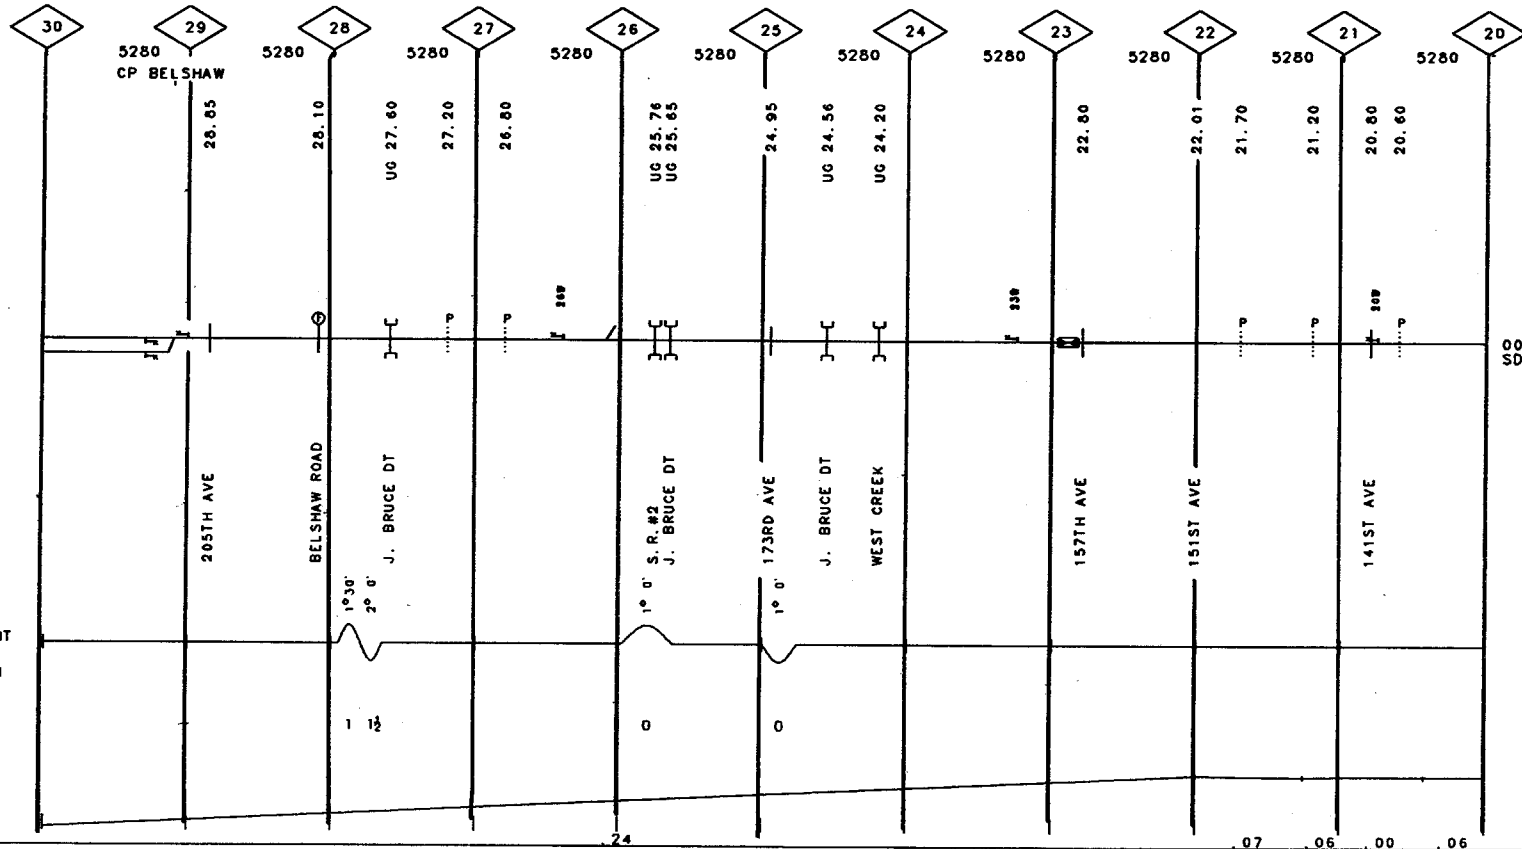 30 29 28 27 26 25 24 23 22 21 20
5280 5280 5280 5280 5280 5280 5280 5280 5280 5280
CP BELSHAW
28.85
28.10
UG 27.60
27.20
26.80
UG 25.76
UG 25.65
24.95
UG 24.56
UG 24.20
22.80
22.01
21.70
21.20
20.80
20.60
F
P
P
26W
23W
P
P
20W
P
205TH AVE
BELSHAW ROAD
J. BRUCE DT
S.R.#2
J. BRUCE DT
173RD AVE
J. BRUCE DT
WEST CREEK
157TH AVE
151ST AVE
141ST AVE
1° 30'
2° 0'
1° 0'
1° 0'
1 1½ 0 0
.24 .07 .06 .00 .06